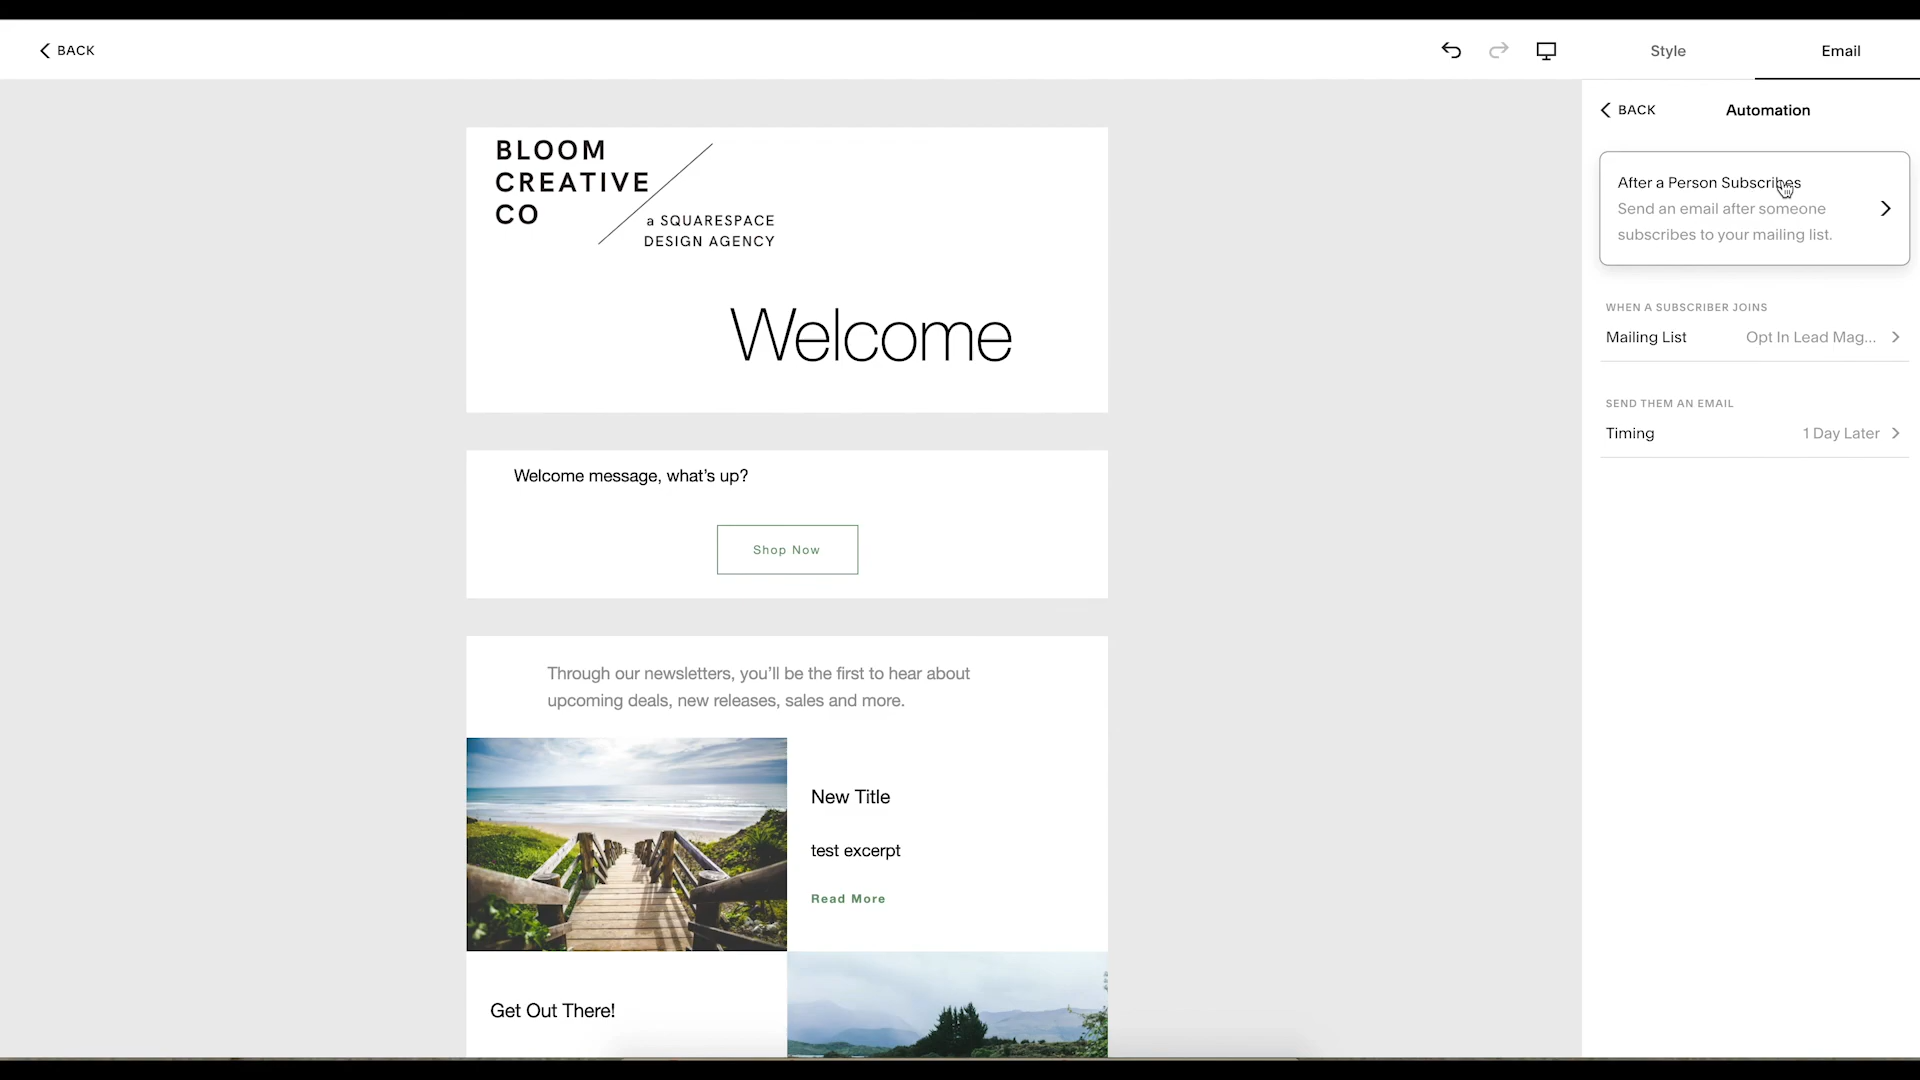 BACK
Style
Email
BACK
Automation
After a Person Subscribes
Send an email after someone
subscribes to your mailing list.
WHEN A SUBSCRIBER JOINS
Mailing List
Opt In Lead Mag...
SEND THEM AN EMAIL
Timing
1 Day Later
BLOOM
CREATIVE
CO
a SQUARESPACE
DESIGN AGENCY
Welcome
Welcome message, what's up?
Shop Now
Through our newsletters, you'll be the first to hear about
upcoming deals, new releases, sales and more.
New Title
test excerpt
Read More
Get Out There!